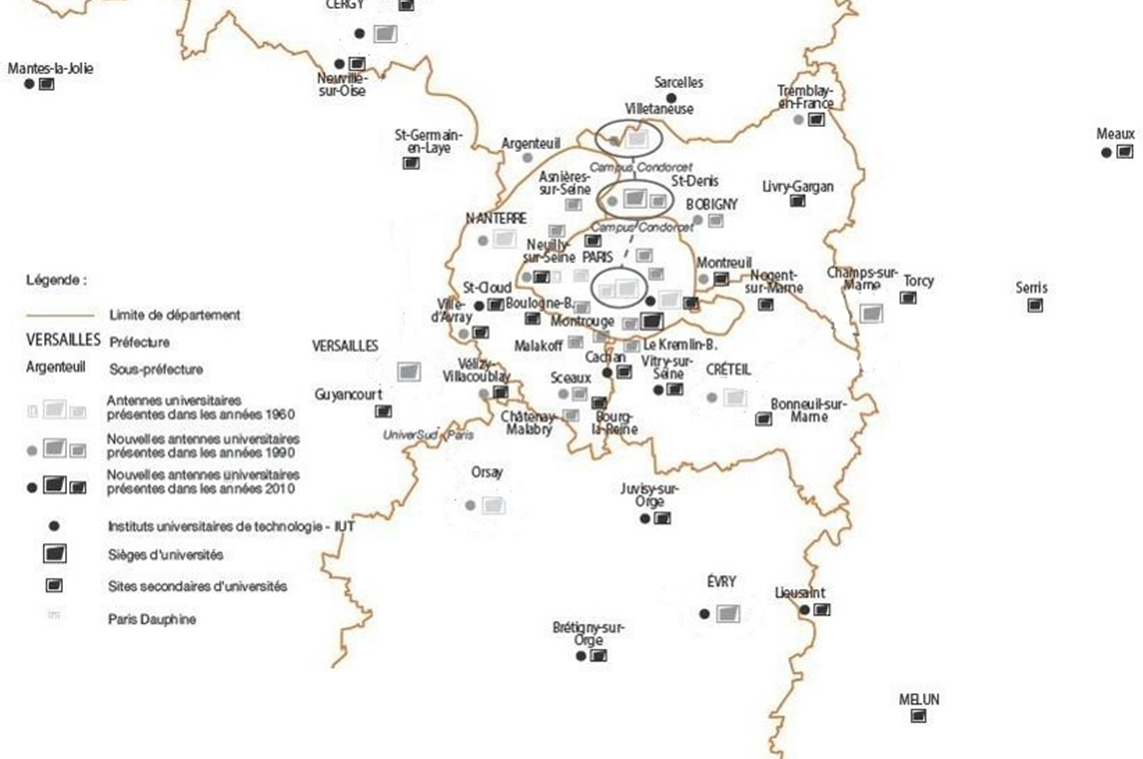 CERGY
Mantes-la-Jolie
Neuville-
sur-Oise
Sarcelles
Villetaneuse
Tremblay-
en-France
Meaux
St-Germain-
en-Laye
Argenteuil
Campus Condorcet
Asnières-
sur-Seine
St-Denis
Livry-Gargan
BOBIGNY
NANTERRE
Campus Condorcet
Neuilly-
sur-Seine
PARIS
Montreuil
Nogent-
sur-Marne
Champs-sur-
Marne
Torcy
Serris
St-Cloud
Ville-
d'Avray
Boulogne-B.
Montrouge
Malakoff
Le Kremlin-B.
Cachan
Vitry-sur-
Seine
CRÉTEIL
VERSAILLES
Vélizy-
Villacoublay
Sceaux
Guyancourt
Châtenay-
Malabry
Bourg-
la-Reine
Bonneuil-sur-
Marne
UniverSud Paris
Orsay
Juvisy-sur-
Orge
ÉVRY
Lieusaint
Brétigny-sur-
Orge
MELUN
Légende :
Limite de département
VERSAILLES Préfecture
Argenteuil Sous-préfecture
Antennes universitaires
présentes dans les années 1960
Nouvelles antennes universitaires
présentes dans les années 1990
Nouvelles antennes universitaires
présentes dans les années 2010
Instituts universitaires de technologie - IUT
Sièges d'universités
Sites secondaires d'universités
Paris Dauphine